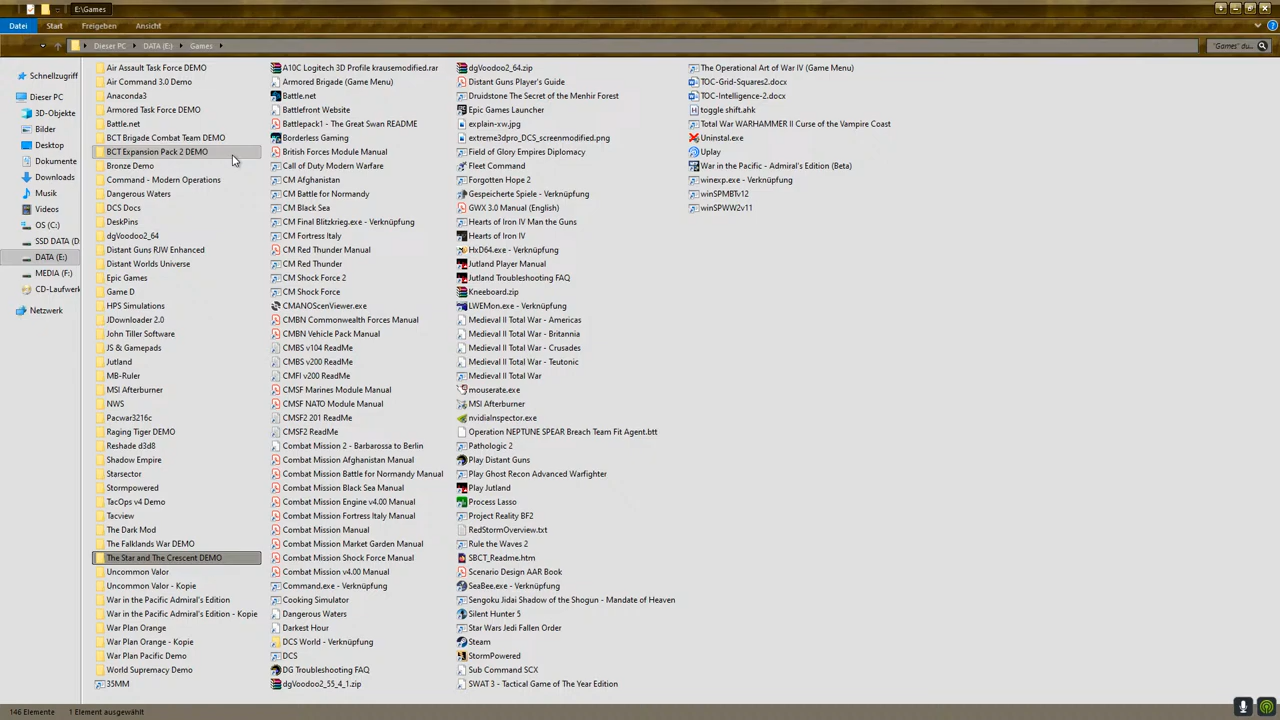 E:\Games
Datei
Start
Freigeben
Ansicht
Dieser PC
DATA (E:)
Games
"Games" du...
Schnellzugriff
Dieser PC
3D-Objekte
Bilder
Desktop
Dokumente
Downloads
Musik
Videos
OS (C:)
SSD DATA (D
DATA (E:)
MEDIA (F:)
CD-Laufwerk
Netzwerk
Air Assault Task Force DEMO
Air Command 3.0 Demo
Anaconda3
Armored Task Force DEMO
Battle.net
BCT Brigade Combat Team DEMO
BCT Expansion Pack 2 DEMO
Bronze Demo
Command - Modern Operations
Dangerous Waters
DCS Docs
DeskPins
dgVoodoo2_64
Distant Guns RJW Enhanced
Distant Worlds Universe
Epic Games
Game D
HPS Simulations
JDownloader 2.0
John Tiller Software
JS & Gamepads
Jutland
MB-Ruler
MSI Afterburner
NWS
Pacwar3216c
Raging Tiger DEMO
Reshade d3d8
Shadow Empire
Starsector
Stormpowered
TacOps v4 Demo
Tacview
The Dark Mod
The Falklands War DEMO
The Star and The Crescent DEMO
Uncommon Valor
Uncommon Valor - Kopie
War in the Pacific Admiral's Edition
War in the Pacific Admiral's Edition - Kopie
War Plan Orange
War Plan Orange - Kopie
War Plan Pacific Demo
World Supremacy Demo
35MM
A10C Logitech 3D Profile krausemodified.rar
Armored Brigade (Game Menu)
Battle.net
Battlefront Website
Battlepack1 - The Great Swan README
Borderless Gaming
British Forces Module Manual
Call of Duty Modern Warfare
CM Afghanistan
CM Battle for Normandy
CM Black Sea
CM Final Blitzkrieg.exe - Verknüpfung
CM Fortress Italy
CM Red Thunder Manual
CM Red Thunder
CM Shock Force 2
CM Shock Force
CMANOScenViewer.exe
CMBN Commonwealth Forces Manual
CMBN Vehicle Pack Manual
CMBS v104 ReadMe
CMBS v200 ReadMe
CMFI v200 ReadMe
CMSF Marines Module Manual
CMSF NATO Module Manual
CMSF2 201 ReadMe
CMSF2 ReadMe
Combat Mission 2 - Barbarossa to Berlin
Combat Mission Afghanistan Manual
Combat Mission Battle for Normandy Manual
Combat Mission Black Sea Manual
Combat Mission Engine v4.00 Manual
Combat Mission Fortress Italy Manual
Combat Mission Manual
Combat Mission Market Garden Manual
Combat Mission Shock Force Manual
Combat Mission v4.00 Manual
Command.exe - Verknüpfung
Cooking Simulator
Dangerous Waters
Darkest Hour
DCS World - Verknüpfung
DCS
DG Troubleshooting FAQ
dgVoodoo2_55_4_1.zip
dgVoodoo2_64.zip
Distant Guns Player's Guide
Druidstone The Secret of the Menhir Forest
Epic Games Launcher
explain-xw.jpg
extreme3dpro_DCS_screenmodified.png
Field of Glory Empires Diplomacy
Fleet Command
Forgotten Hope 2
Gespeicherte Spiele - Verknüpfung
GWX 3.0 Manual (English)
Hearts of Iron IV Man the Guns
Hearts of Iron IV
HxD64.exe - Verknüpfung
Jutland Player Manual
Jutland Troubleshooting FAQ
Kneeboard.zip
LWEMon.exe - Verknüpfung
Medieval II Total War - Americas
Medieval II Total War - Britannia
Medieval II Total War - Crusades
Medieval II Total War - Teutonic
Medieval II Total War
mouserate.exe
MSI Afterburner
nvidiaInspector.exe
Operation NEPTUNE SPEAR Breach Team Fit Agent.btt
Pathologic 2
Play Distant Guns
Play Ghost Recon Advanced Warfighter
Play Jutland
Process Lasso
Project Reality BF2
RedStormOverview.txt
Rule the Waves 2
SBCT_Readme.htm
Scenario Design AAR Book
SeaBee.exe - Verknüpfung
Sengoku Jidai Shadow of the Shogun - Mandate of Heaven
Silent Hunter 5
Star Wars Jedi Fallen Order
Steam
StormPowered
Sub Command SCX
SWAT 3 - Tactical Game of The Year Edition
The Operational Art of War IV (Game Menu)
TOC-Grid-Squares2.docx
TOC-Intelligence-2.docx
toggle shift.ahk
Total War WARHAMMER II Curse of the Vampire Coast
Uninstal.exe
Uplay
War in the Pacific - Admiral's Edition (Beta)
winexp.exe - Verknüpfung
winSPMBTv12
winSPWW2v11
146 Elemente
1 Element ausgewählt